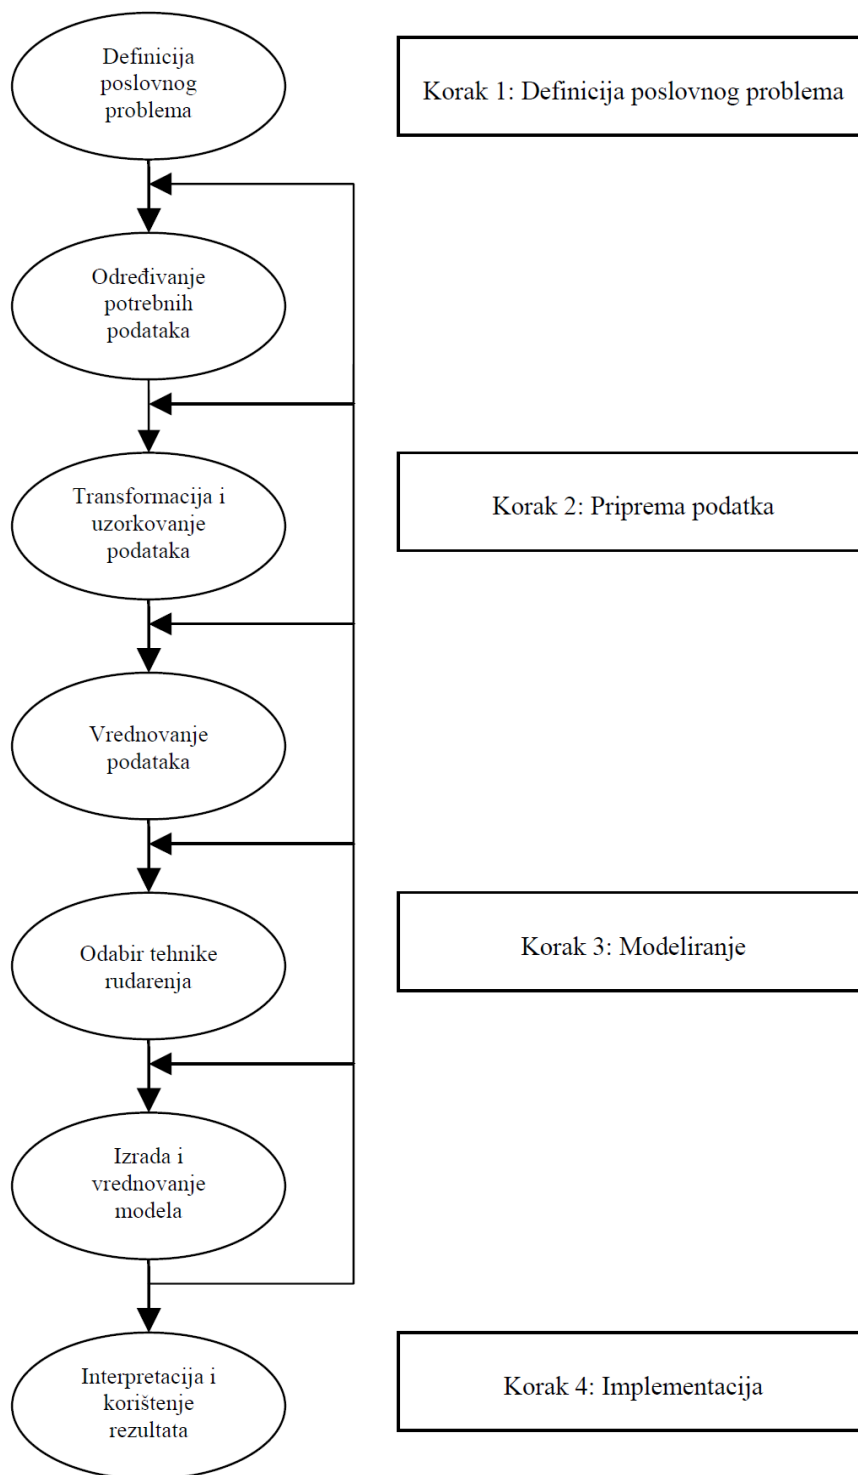 Definicija
poslovnog
problema
Korak 1: Definicija poslovnog problema
Određivanje
potrebnih
podataka
Transformacija i
uzorkovanje
podataka
Korak 2: Priprema podatka
Vrednovanje
podataka
Odabir tehnike
rudarenja
Korak 3: Modeliranje
Izrada i
vrednovanje
modela
Interpretacija i
korištenje
rezultata
Korak 4: Implementacija